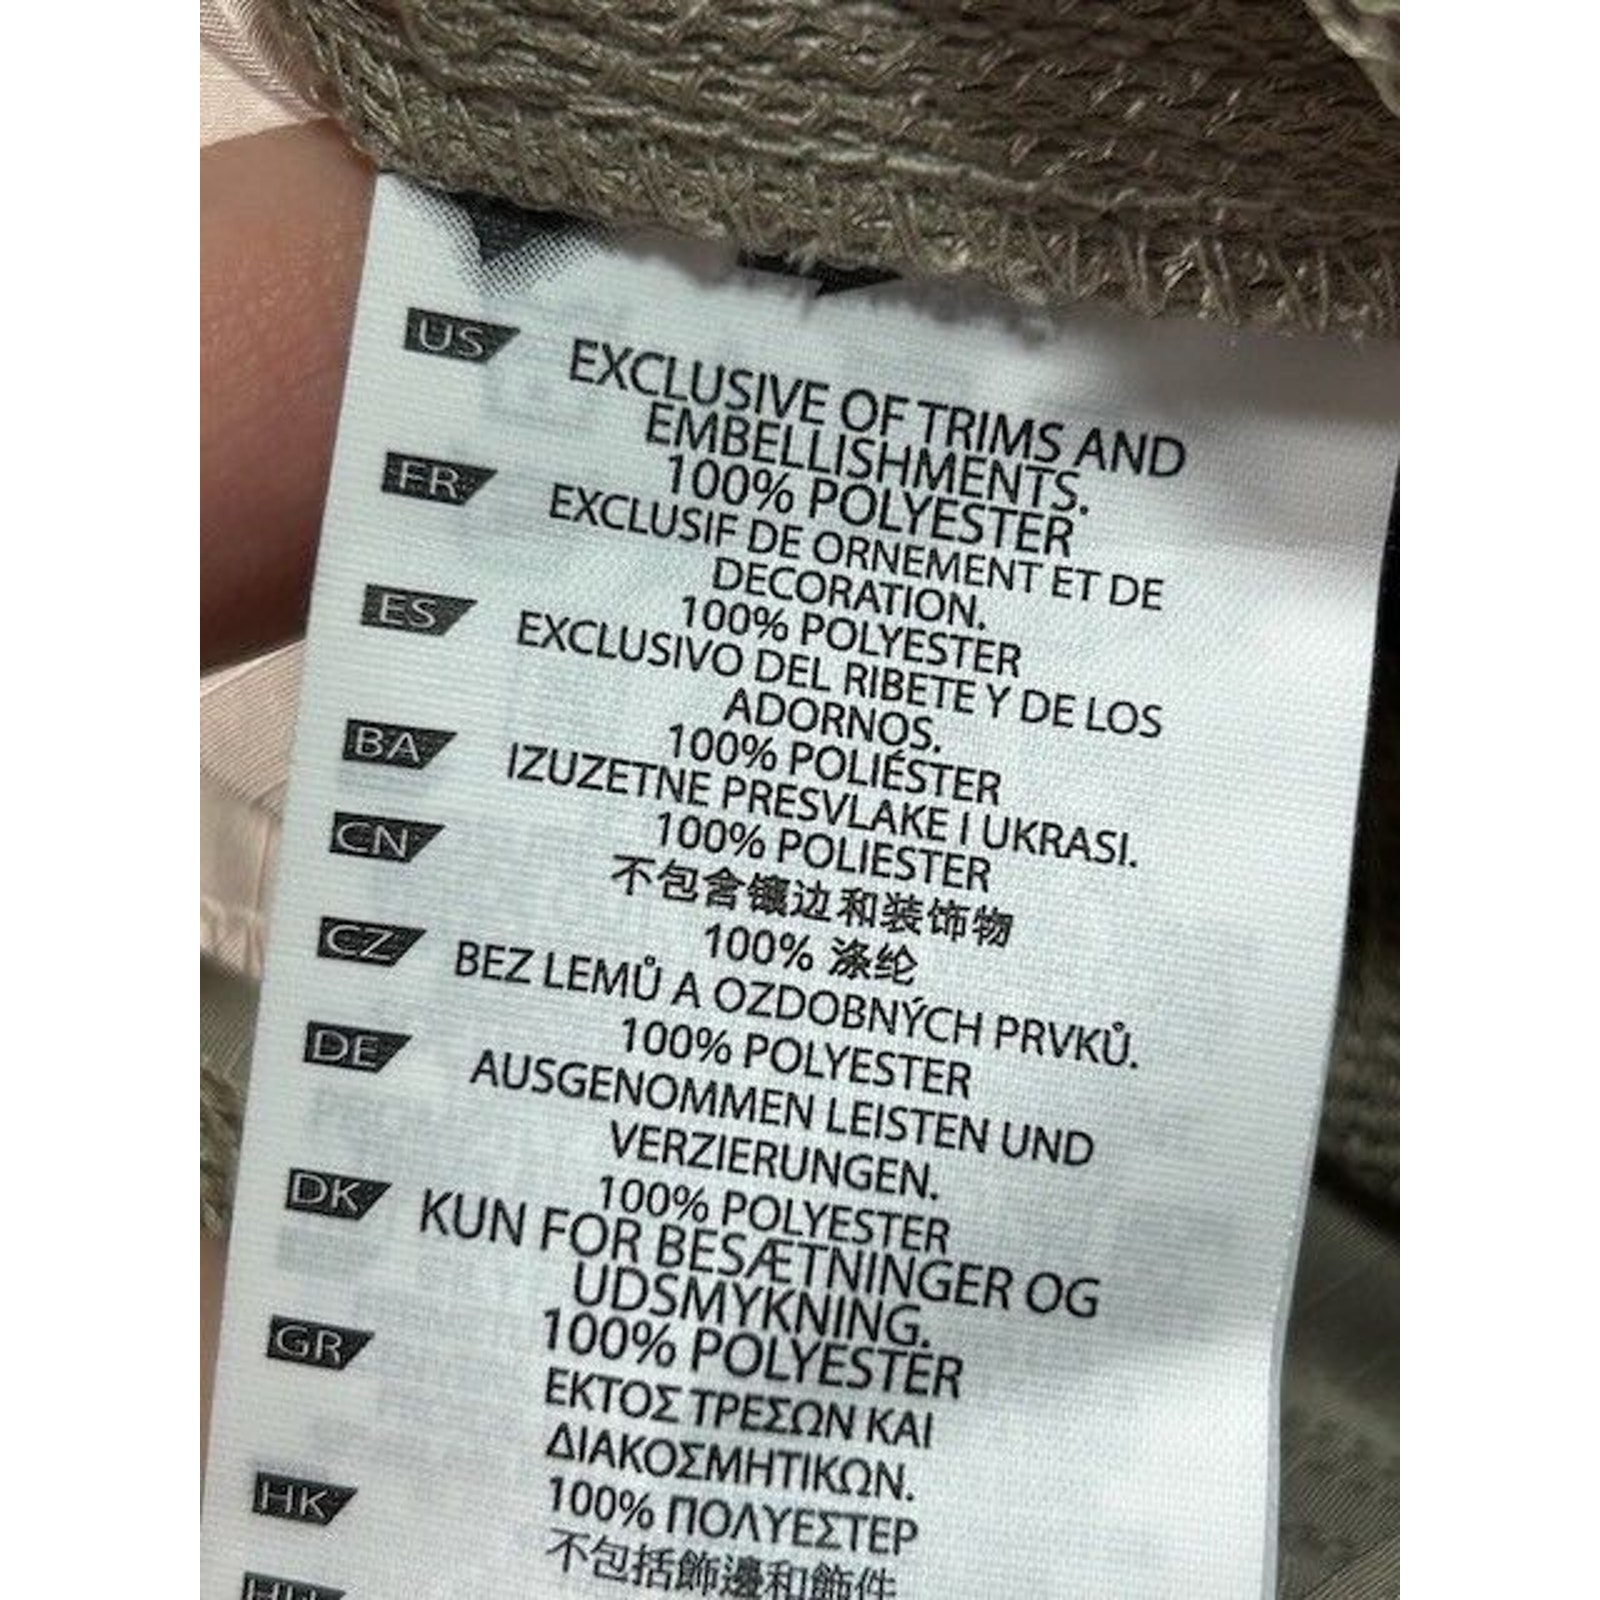 US EXCLUSIVE OF TRIMS AND
EMBELLISHMENTS.
100% POLYESTER
FR EXCLUSIF DE ORNEMENT ET DE
DECORATION.
100% POLYESTER
ES EXCLUSIVO DEL RIBETE Y DE LOS
ADORNOS.
100% POLIÉSTER
BA IZUZETNE PRESVLAKE I UKRASI.
100% POLIESTER
CN 不包含镶边和装饰物
100% 涤纶
CZ BEZ LEMŮ A OZDOBNÝCH PRVKŮ.
100% POLYESTER
DE AUSGENOMMEN LEISTEN UND
VERZIERUNGEN.
100% POLYESTER
DK KUN FOR BESÆTNINGER OG
UDSMYKNING.
100% POLYESTER
GR ΕΚΤΟΣ ΤΡΕΣΩΝ ΚΑΙ
ΔΙΑΚΟΣΜΗΤΙΚΩΝ.
100% ΠΟΛΥΕΣΤΕΡ
HK 不包括飾邊和飾件